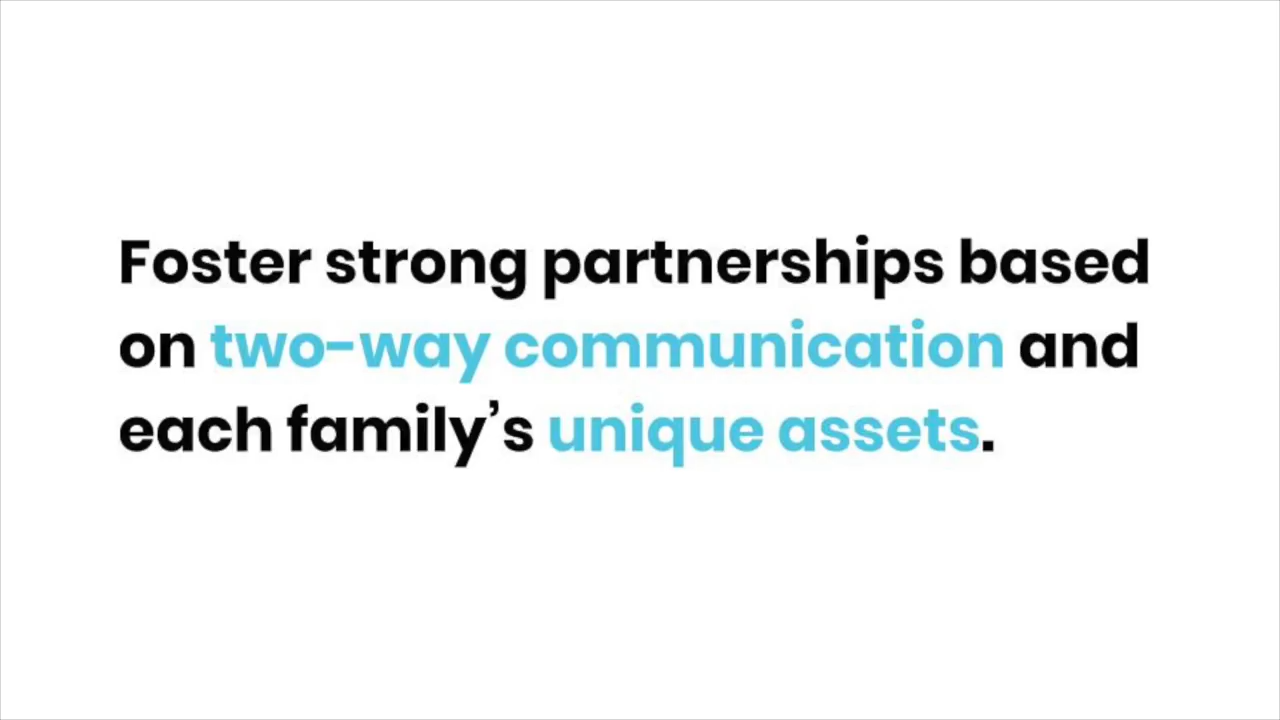 Foster strong partnerships based
on two-way communication and
each family’s unique assets.